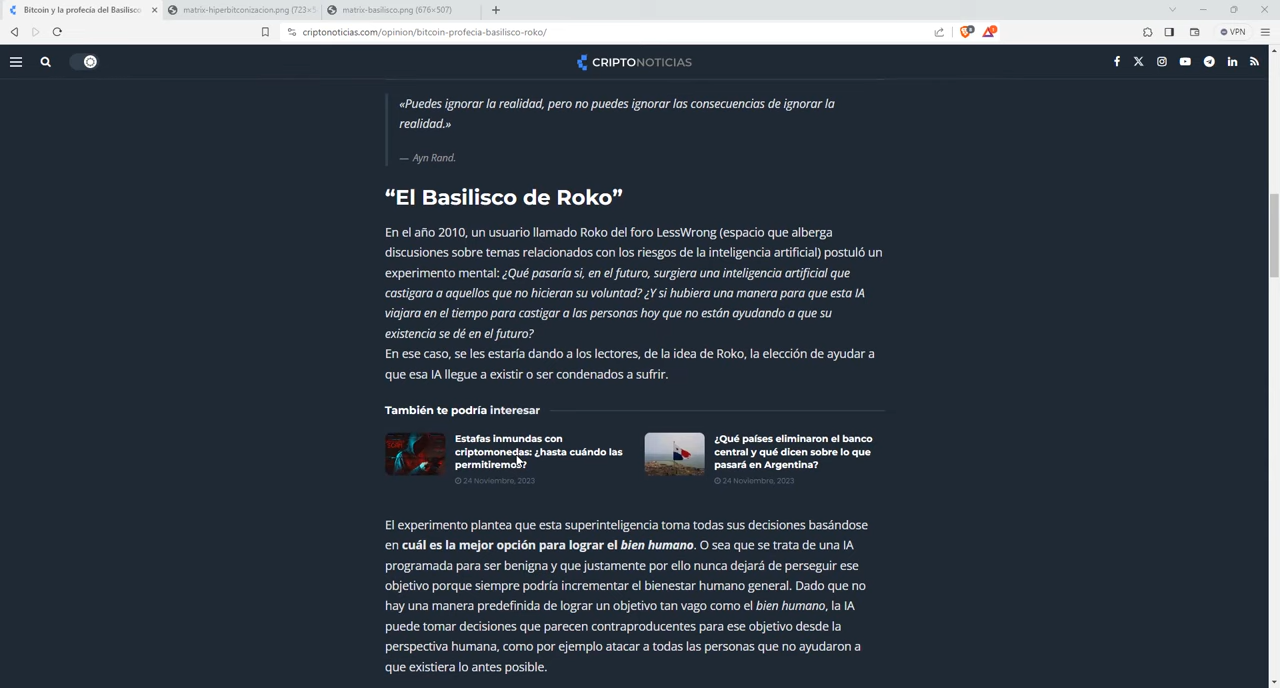 Bitcoin y la profecía del Basilisco
matrix-hiperbitconizacion.png (723×5
matrix-basilisco.png (676×507)
criptonoticias.com/opinion/bitcoin-profecia-basilisco-roko/
VPN
CRIPTONOTICIAS
«Puedes ignorar la realidad, pero no puedes ignorar las consecuencias de ignorar la
realidad.»
— Ayn Rand.
“El Basilisco de Roko”
En el año 2010, un usuario llamado Roko del foro LessWrong (espacio que alberga
discusiones sobre temas relacionados con los riesgos de la inteligencia artificial) postuló un
experimento mental: ¿Qué pasaría si, en el futuro, surgiera una inteligencia artificial que
castigara a aquellos que no hicieran su voluntad? ¿Y si hubiera una manera para que esta IA
viajara en el tiempo para castigar a las personas hoy que no están ayudando a que su
existencia se dé en el futuro?
En ese caso, se les estaría dando a los lectores, de la idea de Roko, la elección de ayudar a
que esa IA llegue a existir o ser condenados a sufrir.
También te podría interesar
Estafas inmundas con
criptomonedas: ¿hasta cuándo las
permitiremos?
24 Noviembre, 2023
¿Qué países eliminaron el banco
central y qué dicen sobre lo que
pasará en Argentina?
24 Noviembre, 2023
El experimento plantea que esta superinteligencia toma todas sus decisiones basándose
en cuál es la mejor opción para lograr el bien humano. O sea que se trata de una IA
programada para ser benigna y que justamente por ello nunca dejará de perseguir ese
objetivo porque siempre podría incrementar el bienestar humano general. Dado que no
hay una manera predefinida de lograr un objetivo tan vago como el bien humano, la IA
puede tomar decisiones que parecen contraproducentes para ese objetivo desde la
perspectiva humana, como por ejemplo atacar a todas las personas que no ayudaron a
que existiera lo antes posible.